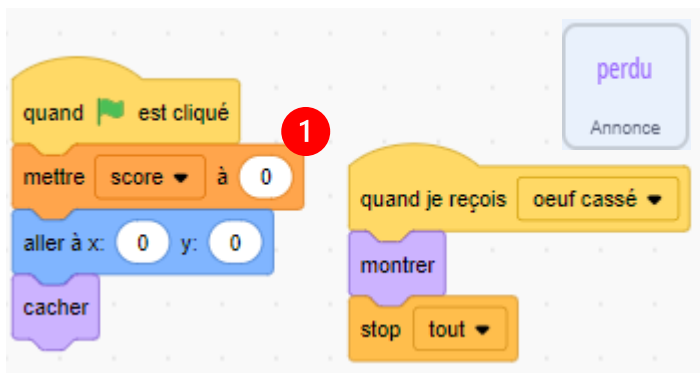 quand est cliqué
1
mettre score à 0
aller à x: 0 y: 0
cacher
perdu
Annonce
quand je reçois oeuf cassé
montrer
stop tout